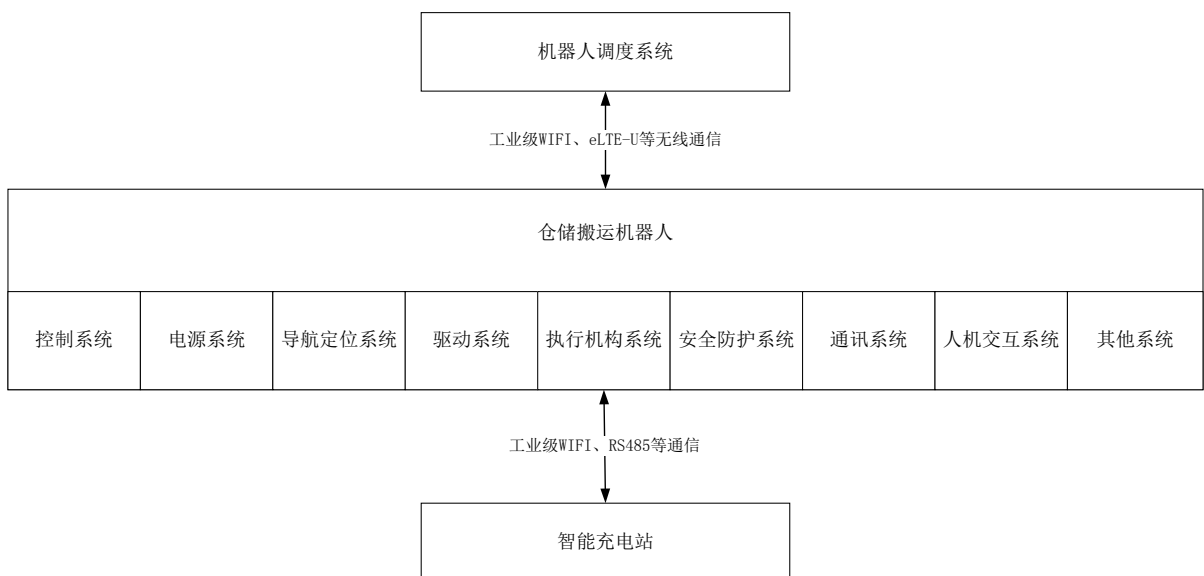 机器人调度系统
工业级WIFI、eLTE-U等无线通信
仓储搬运机器人
控制系统
电源系统
导航定位系统
驱动系统
执行机构系统
安全防护系统
通讯系统
人机交互系统
其他系统
工业级WIFI、RS485等通信
智能充电站